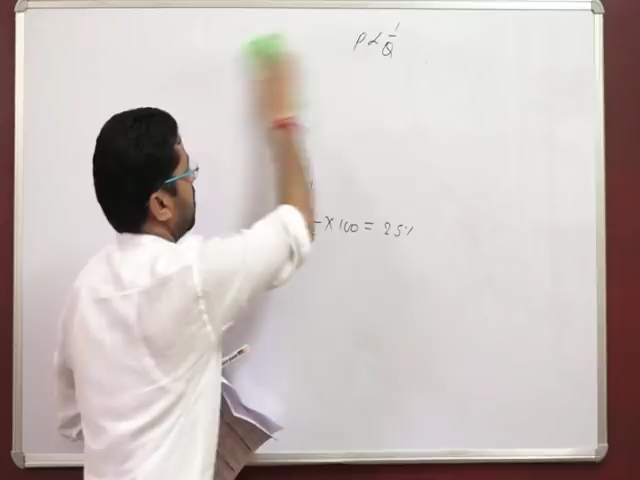 P ∝ 1/Q
- × 100 = 25%